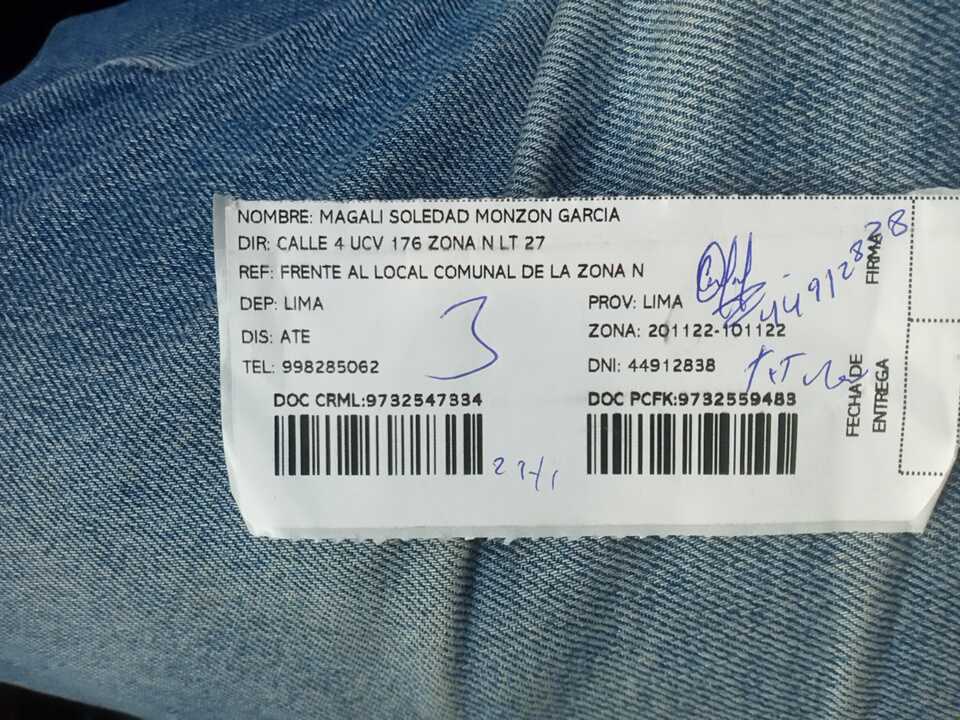 NOMBRE: MAGALI SOLEDAD MONZON GARCIA
DIR: CALLE 4 UCV 176 ZONA N LT 27
REF: FRENTE AL LOCAL COMUNAL DE LA ZONA N
DEP: LIMA
PROV: LIMA
DIS: ATE
ZONA: 201122-101122
TEL: 998285062
DNI: 44912838
3
44912828
DOC CRML:9732547334
DOC PCFK:9732559483
FIRMA
FECHA DE
ENTREGA